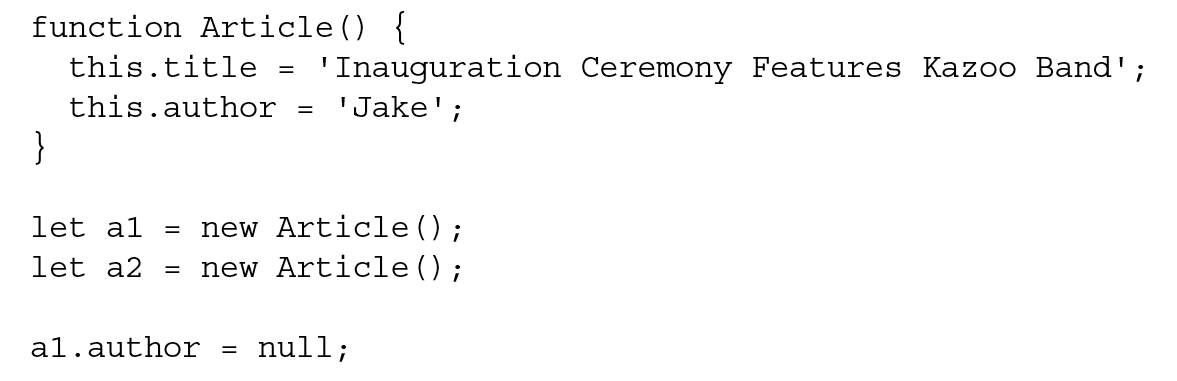 function Article() {
  this.title = 'Inauguration Ceremony Features Kazoo Band';
  this.author = 'Jake';
}

let a1 = new Article();
let a2 = new Article();

a1.author = null;